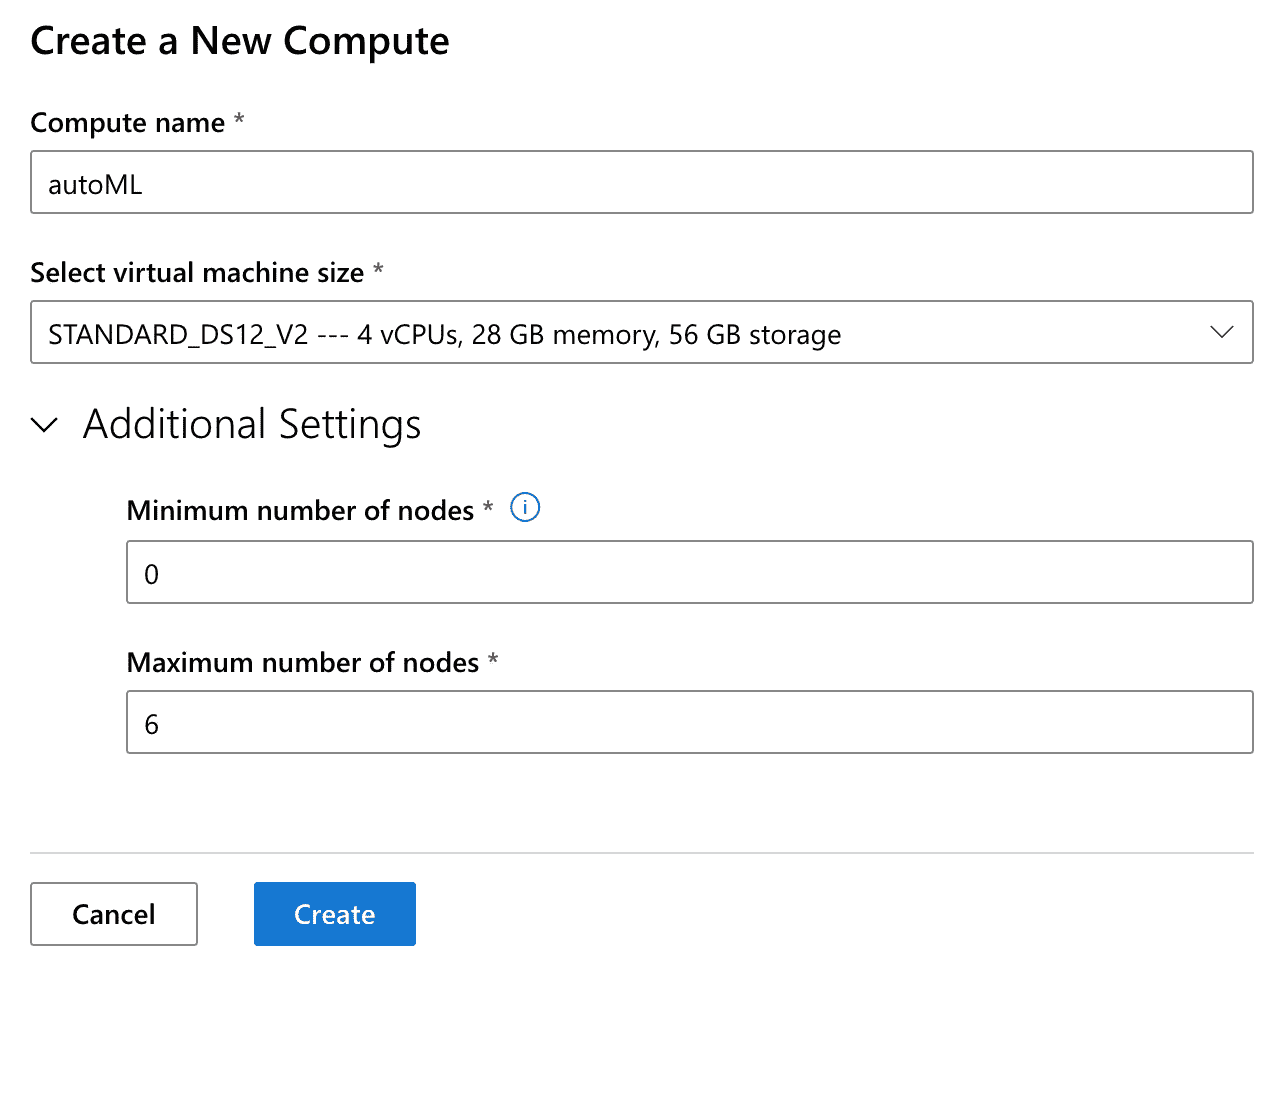 Create a New Compute
Compute name *
autoML
Select virtual machine size *
STANDARD_DS12_V2 --- 4 vCPUs, 28 GB memory, 56 GB storage
Additional Settings
Minimum number of nodes * i
0
Maximum number of nodes *
6
Cancel Create